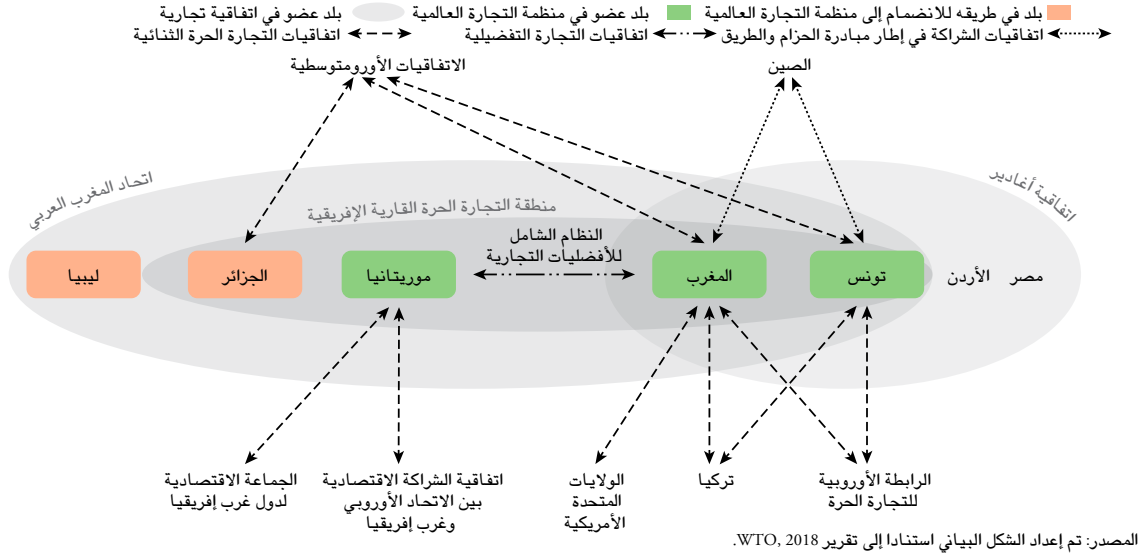 بلد في طريقه للانضمام إلى منظمة التجارة العالمية
بلد عضو في منظمة التجارة العالمية
بلد عضو في اتفاقية تجارية
اتفاقيات الشراكة في إطار مبادرة الحزام والطريق
اتفاقيات التجارة التفضيلية
اتفاقيات التجارة الحرة الثنائية
الصين
الاتفاقيات الأورومتوسطية
اتفاقية أغادير
اتحاد المغرب العربي
منطقة التجارة الحرة القارية الإفريقية
النظام الشامل
للأفضليات التجارية
مصر
الأردن
تونس
المغرب
موريتانيا
الجزائر
ليبيا
الرابطة الأوروبية
للتجارة الحرة
تركيا
الولايات
المتحدة
الأمريكية
اتفاقية الشراكة الاقتصادية
بين الاتحاد الأوروبي
وغرب إفريقيا
الجماعة الاقتصادية
لدول غرب إفريقيا
المصدر: تم إعداد الشكل البياني استنادا إلى تقرير WTO, 2018.